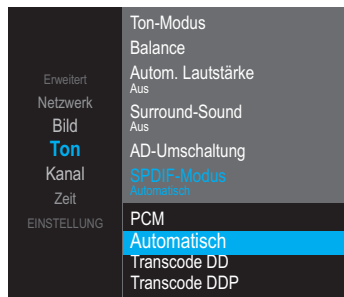 Erweitert
Netzwerk
Bild
Ton
Kanal
Zeit
EINSTELLUNG
Ton-Modus
Balance
Autom. Lautstärke
Aus
Surround-Sound
Aus
AD-Umschaltung
SPDIF-Modus
Automatisch
PCM
Automatisch
Transcode DD
Transcode DDP